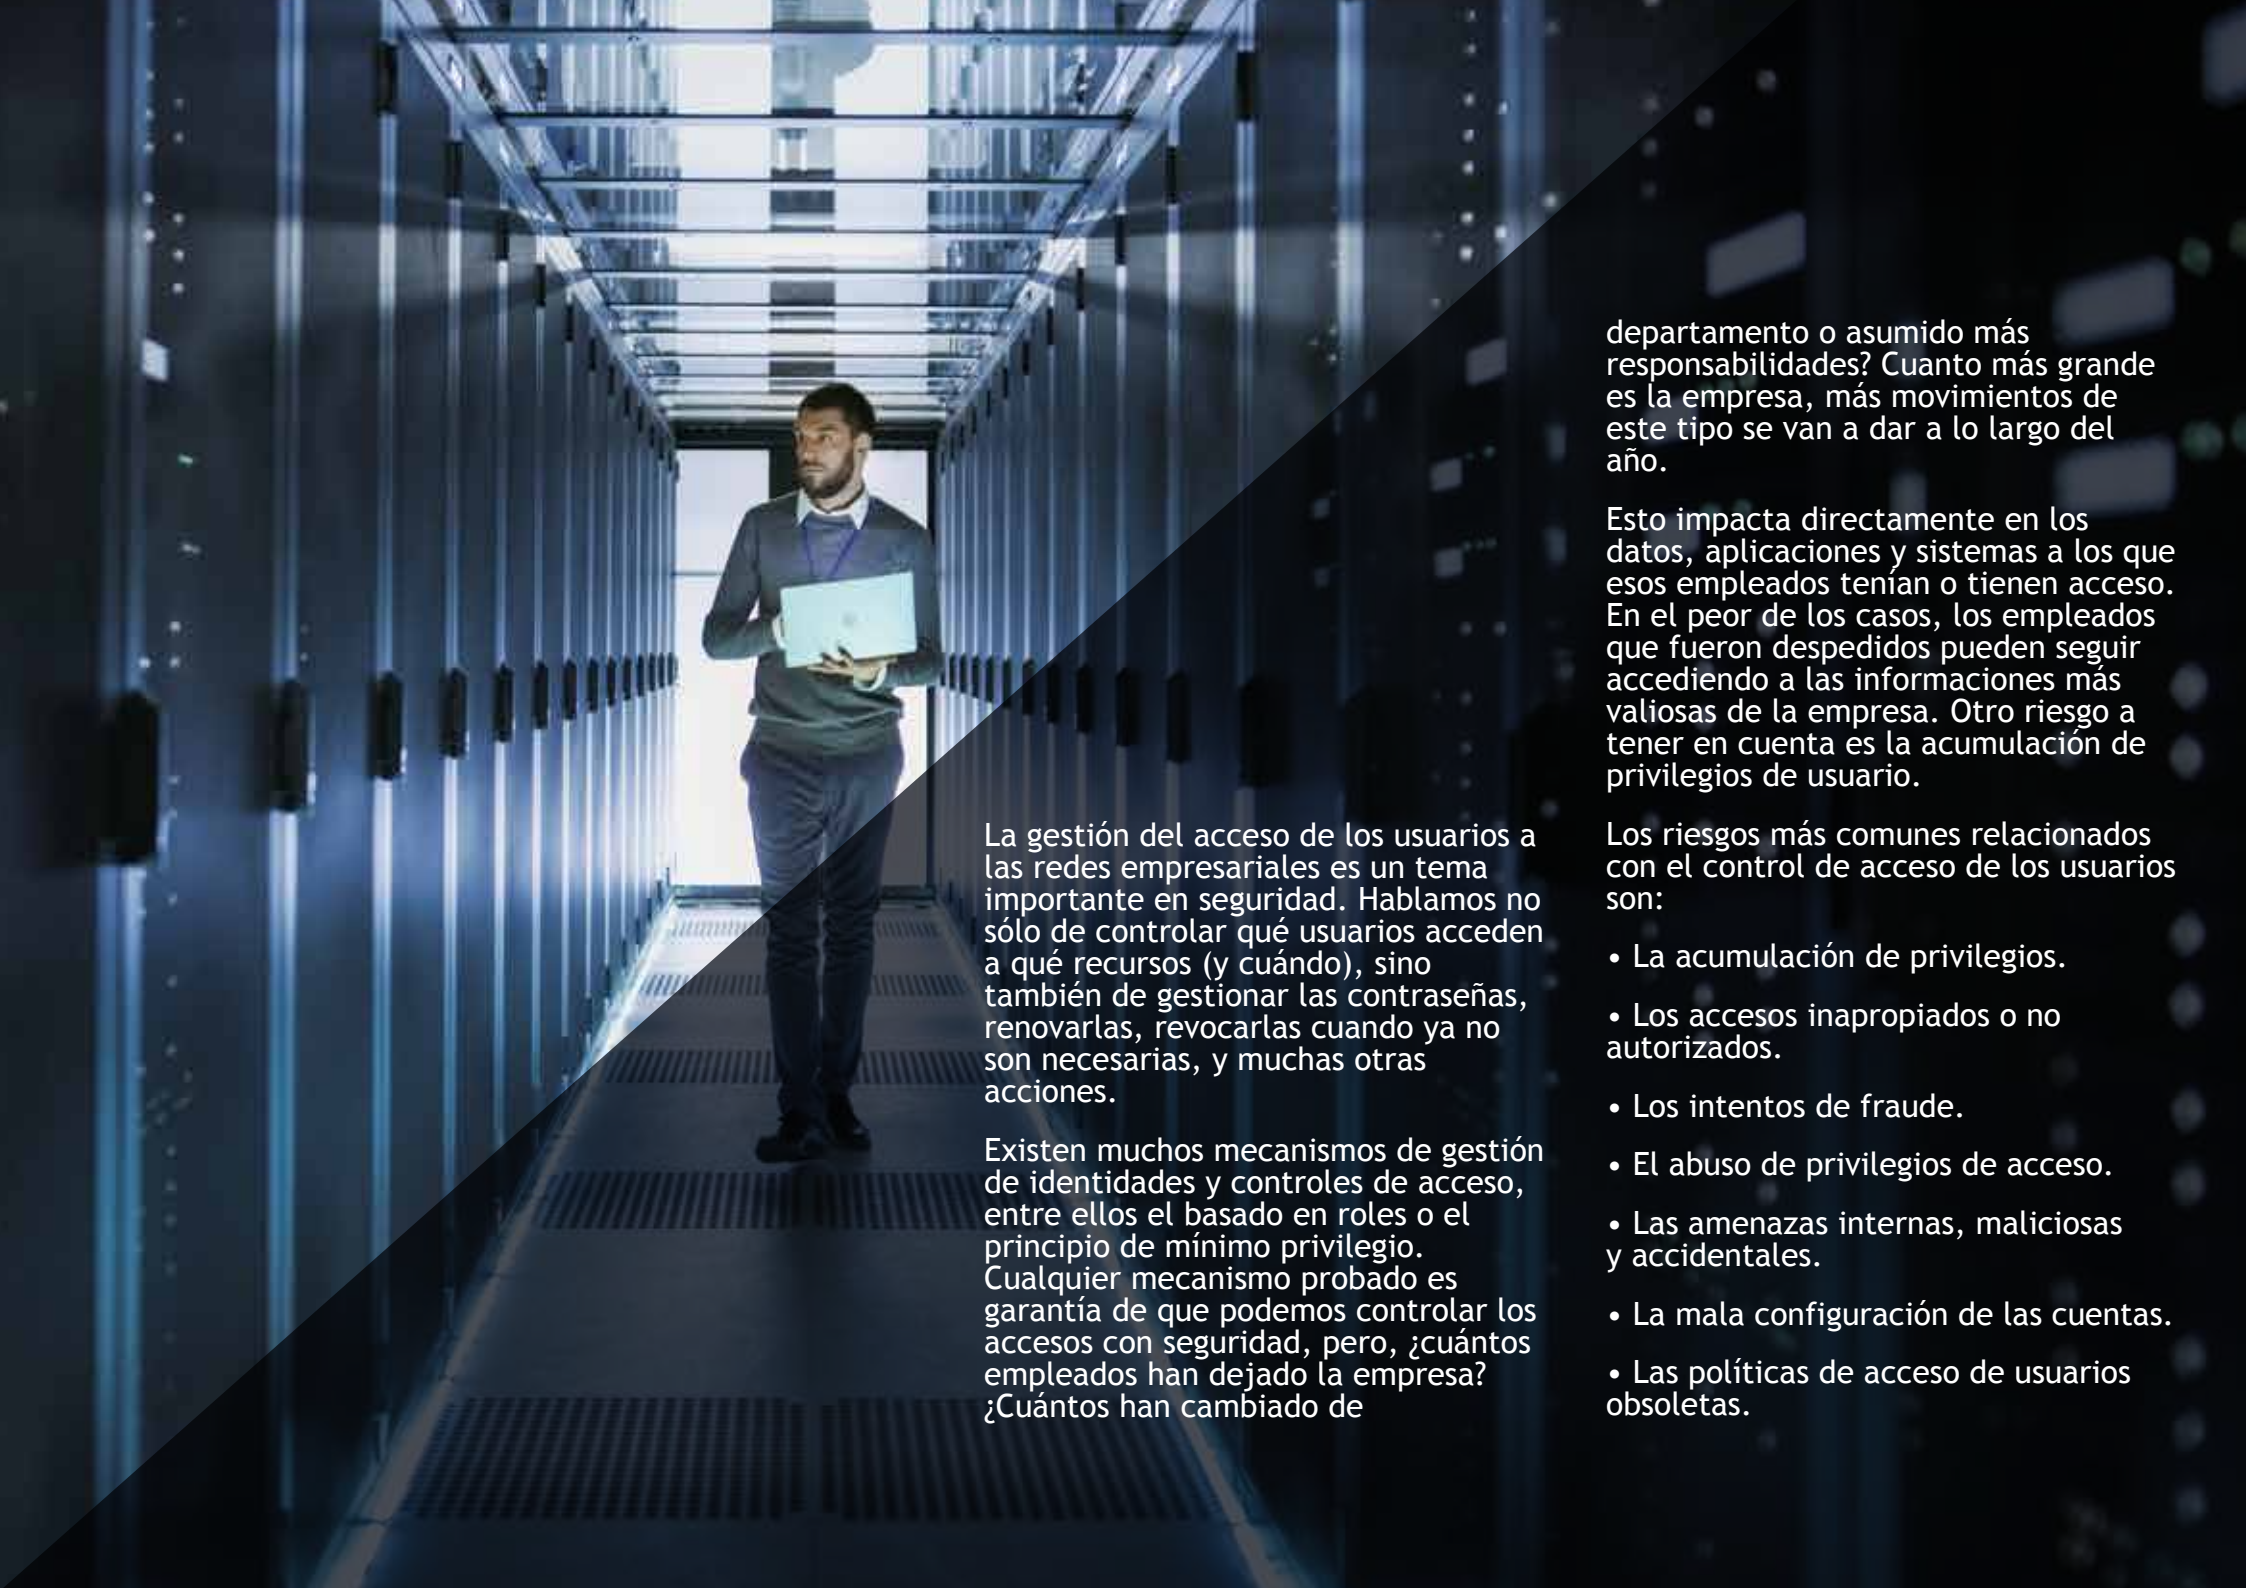 La gestión del acceso de los usuarios a
las redes empresariales es un tema
importante en seguridad. Hablamos no
sólo de controlar qué usuarios acceden
a qué recursos (y cuándo), sino
también de gestionar las contraseñas,
renovarlas, revocarlas cuando ya no
son necesarias, y muchas otras
acciones.
Existen muchos mecanismos de gestión
de identidades y controles de acceso,
entre ellos el basado en roles o el
principio de mínimo privilegio.
Cualquier mecanismo probado es
garantía de que podemos controlar los
accesos con seguridad, pero, ¿cuántos
empleados han dejado la empresa?
¿Cuántos han cambiado de
departamento o asumido más
responsabilidades? Cuanto más grande
es la empresa, más movimientos de
este tipo se van a dar a lo largo del
año.
Esto impacta directamente en los
datos, aplicaciones y sistemas a los que
esos empleados tenían o tienen acceso.
En el peor de los casos, los empleados
que fueron despedidos pueden seguir
accediendo a las informaciones más
valiosas de la empresa. Otro riesgo a
tener en cuenta es la acumulación de
privilegios de usuario.
Los riesgos más comunes relacionados
con el control de acceso de los usuarios
son:
• La acumulación de privilegios.
• Los accesos inapropiados o no
autorizados.
• Los intentos de fraude.
• El abuso de privilegios de acceso.
• Las amenazas internas, maliciosas
y accidentales.
• La mala configuración de las cuentas.
• Las políticas de acceso de usuarios
obsoletas.